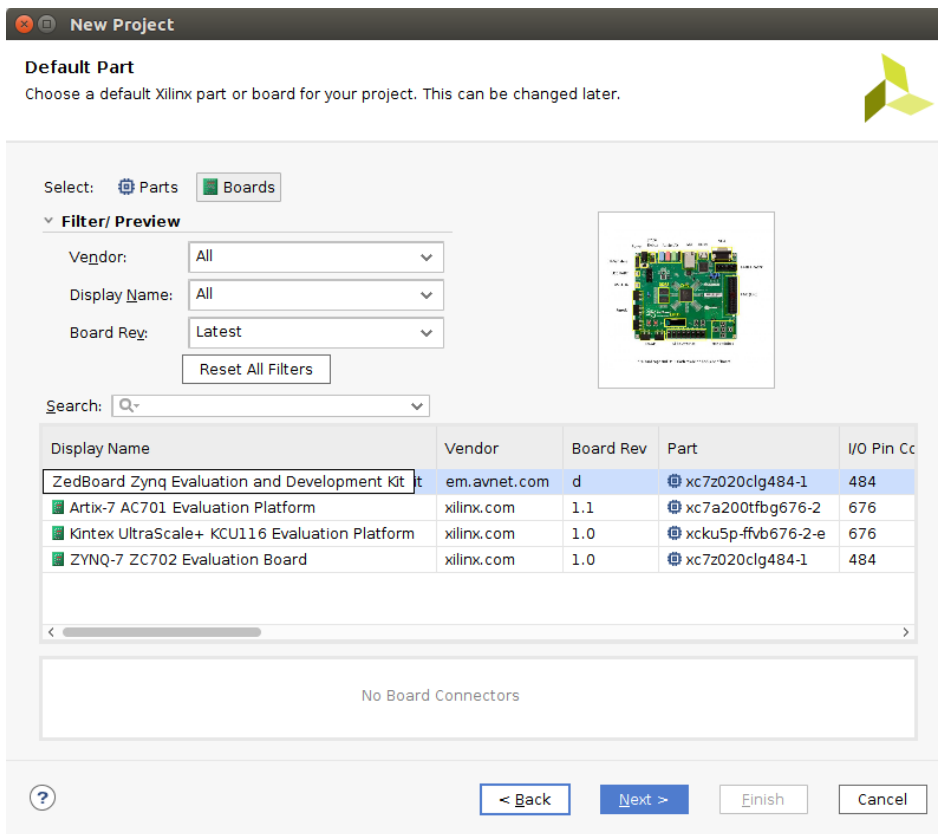 New Project
Default Part
Choose a default Xilinx part or board for your project. This can be changed later.
Select: Parts Boards
Filter/ Preview
Vendor: All
Display Name: All
Board Rev: Latest
Reset All Filters
Search:
Display Name Vendor Board Rev Part I/O Pin Cc
ZedBoard Zynq Evaluation and Development Kit it em.avnet.com d xc7z020clg484-1 484
Artix-7 AC701 Evaluation Platform xilinx.com 1.1 xc7a200tfbg676-2 676
Kintex UltraScale+ KCU116 Evaluation Platform xilinx.com 1.0 xcku5p-ffvb676-2-e 676
ZYNQ-7 ZC702 Evaluation Board xilinx.com 1.0 xc7z020clg484-1 484
No Board Connectors
? < Back Next > Finish Cancel